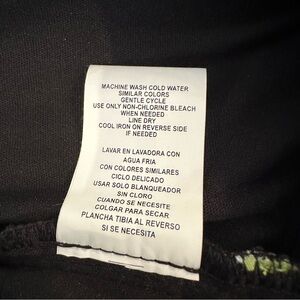 MACHINE WASH COLD WATER
SIMILAR COLORS
GENTLE CYCLE
USE ONLY NON-CHLORINE BLEACH
WHEN NEEDED
LINE DRY
COOL IRON ON REVERSE SIDE
IF NEEDED
LAVAR EN LAVADORA CON
AGUA FRIA
CON COLORES SIMILARES
CICLO DELICADO
USAR SOLO BLANQUEADOR
SIN CLORO
CUANDO SE NECESITE
COLGAR PARA SECAR
PLANCHA TIBIA AL REVERSO
SI SE NECESITA